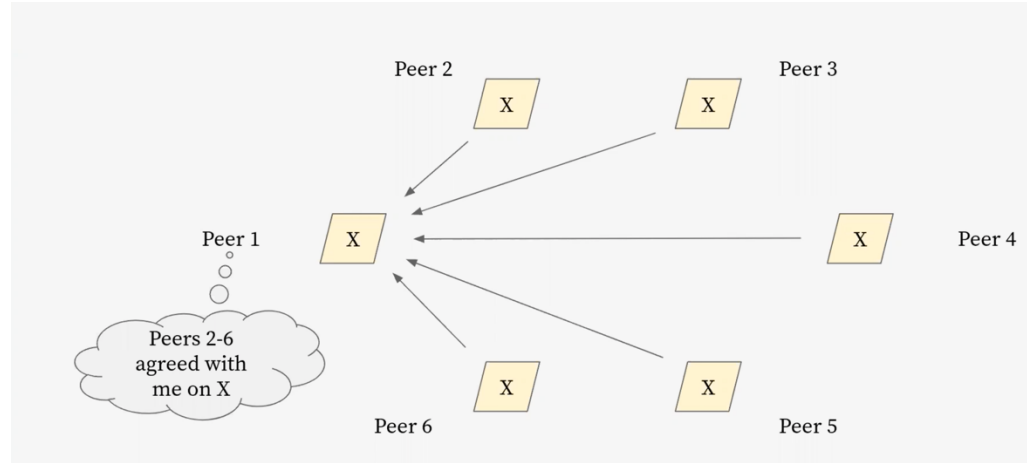 Peer 2
X
X
Peer 3
Peer 1
X
X
Peer 4
Peers 2-6
agreed with
me on X
X
X
Peer 6
Peer 5